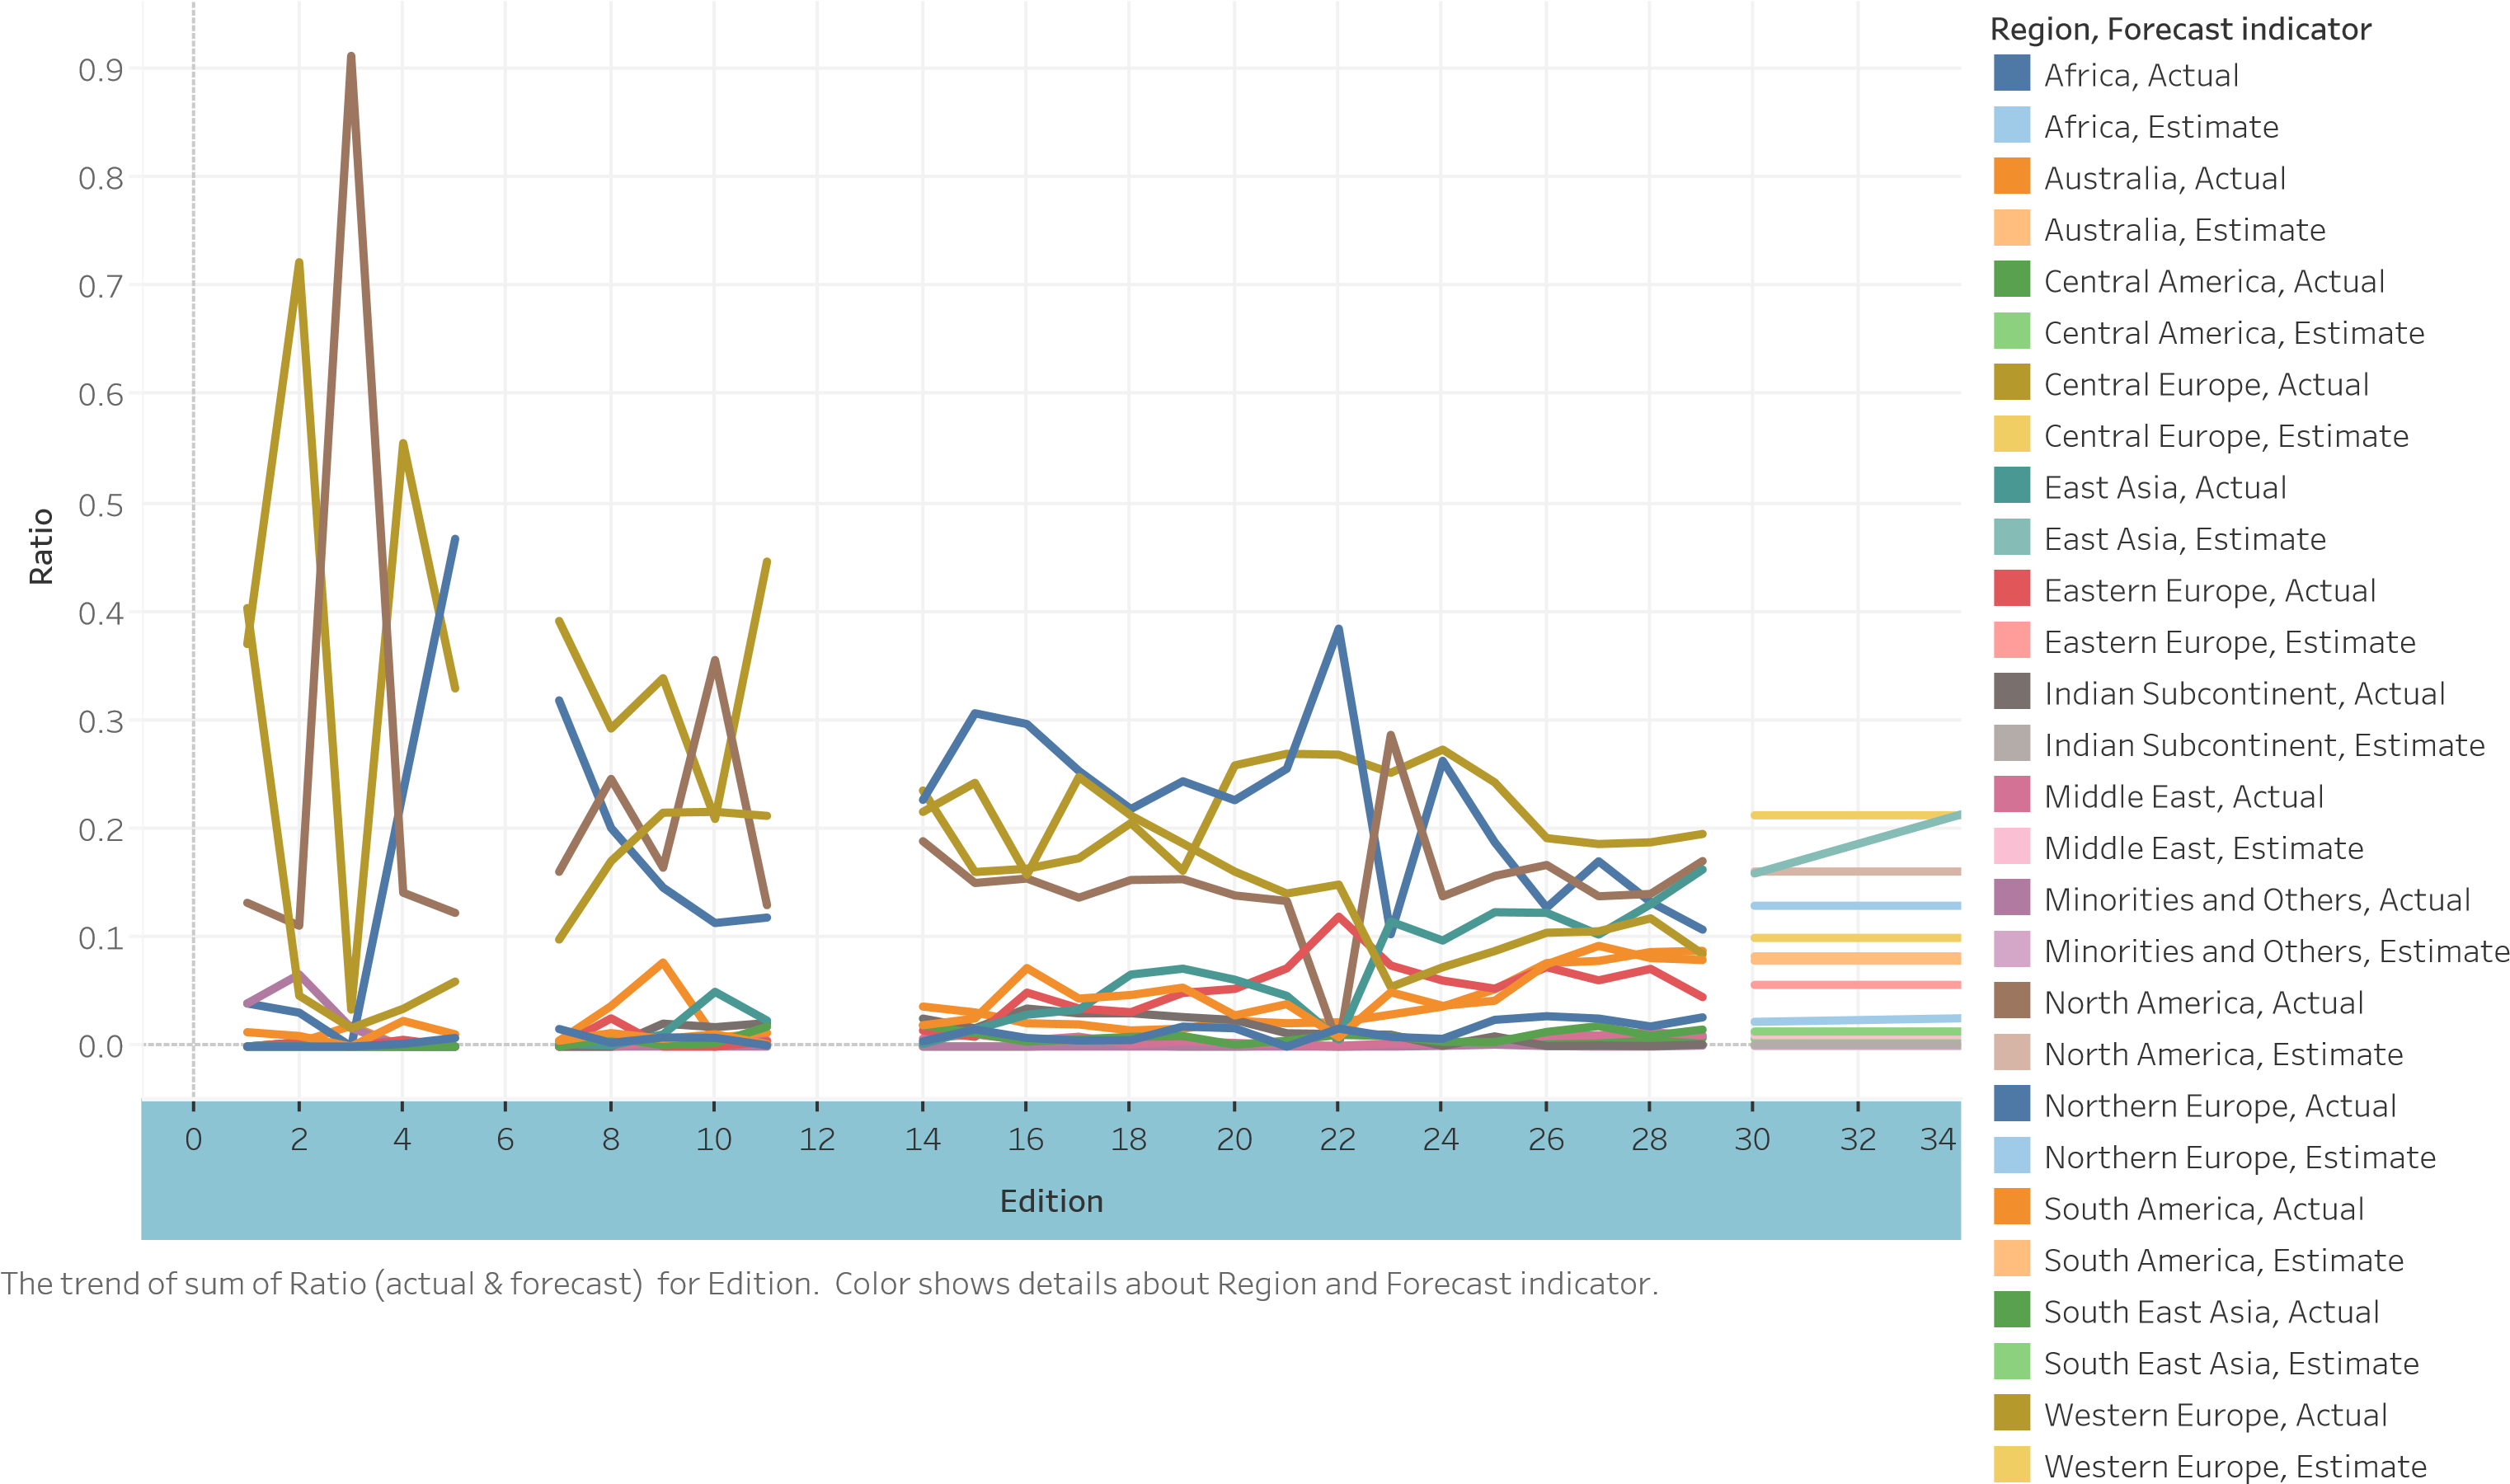 Region, Forecast indicator
Africa, Actual
Africa, Estimate
Australia, Actual
Australia, Estimate
Central America, Actual
Central America, Estimate
Central Europe, Actual
Central Europe, Estimate
East Asia, Actual
East Asia, Estimate
Eastern Europe, Actual
Eastern Europe, Estimate
Indian Subcontinent, Actual
Indian Subcontinent, Estimate
Middle East, Actual
Middle East, Estimate
Minorities and Others, Actual
Minorities and Others, Estimate
North America, Actual
North America, Estimate
Northern Europe, Actual
Northern Europe, Estimate
South America, Actual
South America, Estimate
South East Asia, Actual
South East Asia, Estimate
Western Europe, Actual
Western Europe, Estimate
0.9
0.8
0.7
0.6
0.5
0.4
0.3
0.2
0.1
0.0
Ratio
0 2 4 6 8 10 12 14 16 18 20 22 24 26 28 30 32 34
Edition
The trend of sum of Ratio (actual & forecast) for Edition. Color shows details about Region and Forecast indicator.